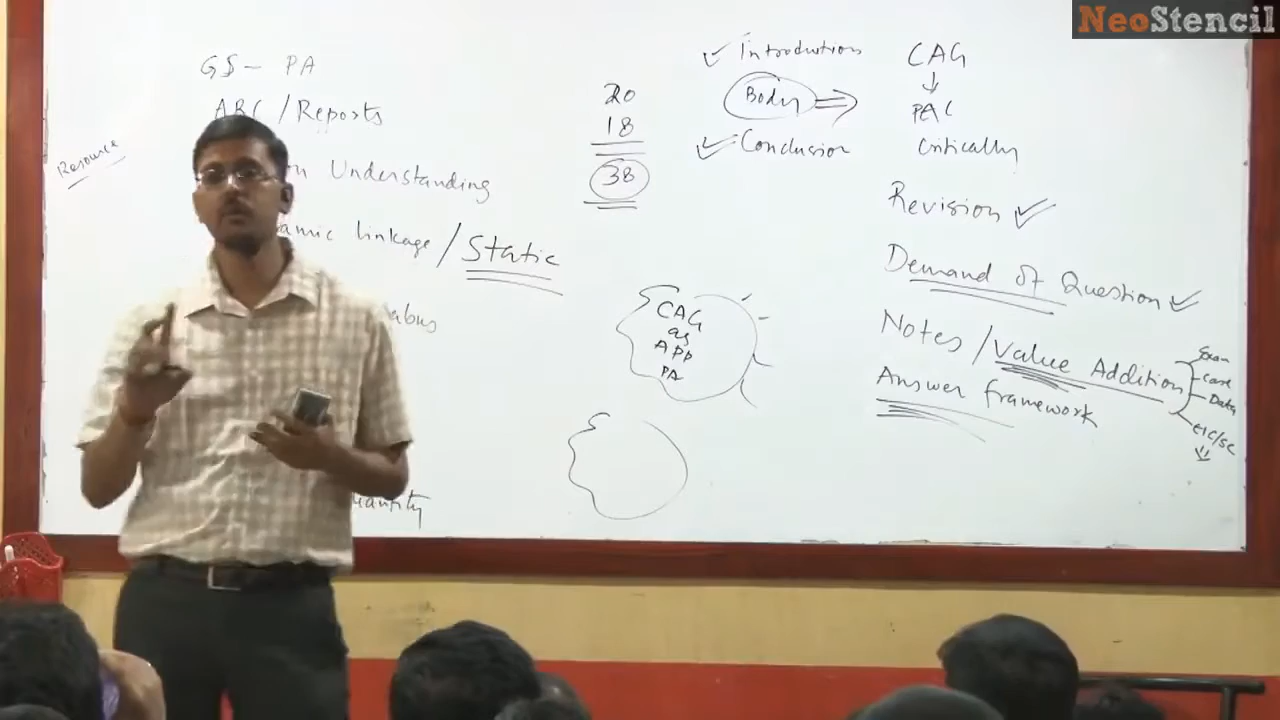 NeoStencil
GS - PA
ARC / Reports
Resource
Understanding
linkage / Static
20
18
38
Introduction
Body
Conclusion
CAG
PAC
Critically
Revision
Demand of Question
Notes / Value Addition
Case
Data
Answer framework
CAG
as
APP
PA